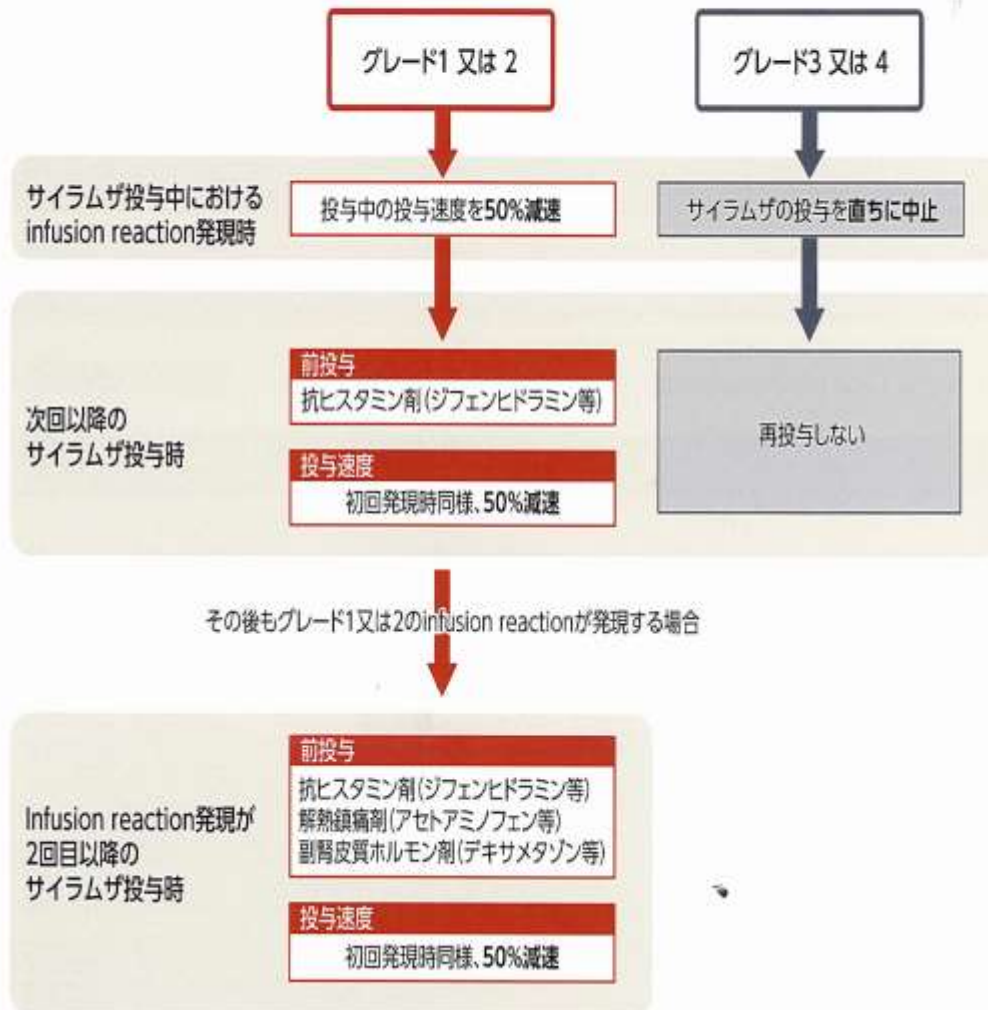 グレード1 又は 2
グレード3 又は 4
サイラムザ投与中における
infusion reaction発現時
投与中の投与速度を50%減速
サイラムザの投与を直ちに中止
次回以降の
サイラムザ投与時
前投与
抗ヒスタミン剤(ジフェンヒドラミン等)
投与速度
初回発現時同様、50%減速
再投与しない
その後もグレード1又は2のinfusion reactionが発現する場合
Infusion reaction発現が
2回目以降の
サイラムザ投与時
前投与
抗ヒスタミン剤(ジフェンヒドラミン等)
解熱鎮痛剤(アセトアミノフェン等)
副腎皮質ホルモン剤(デキサメタゾン等)
投与速度
初回発現時同様、50%減速